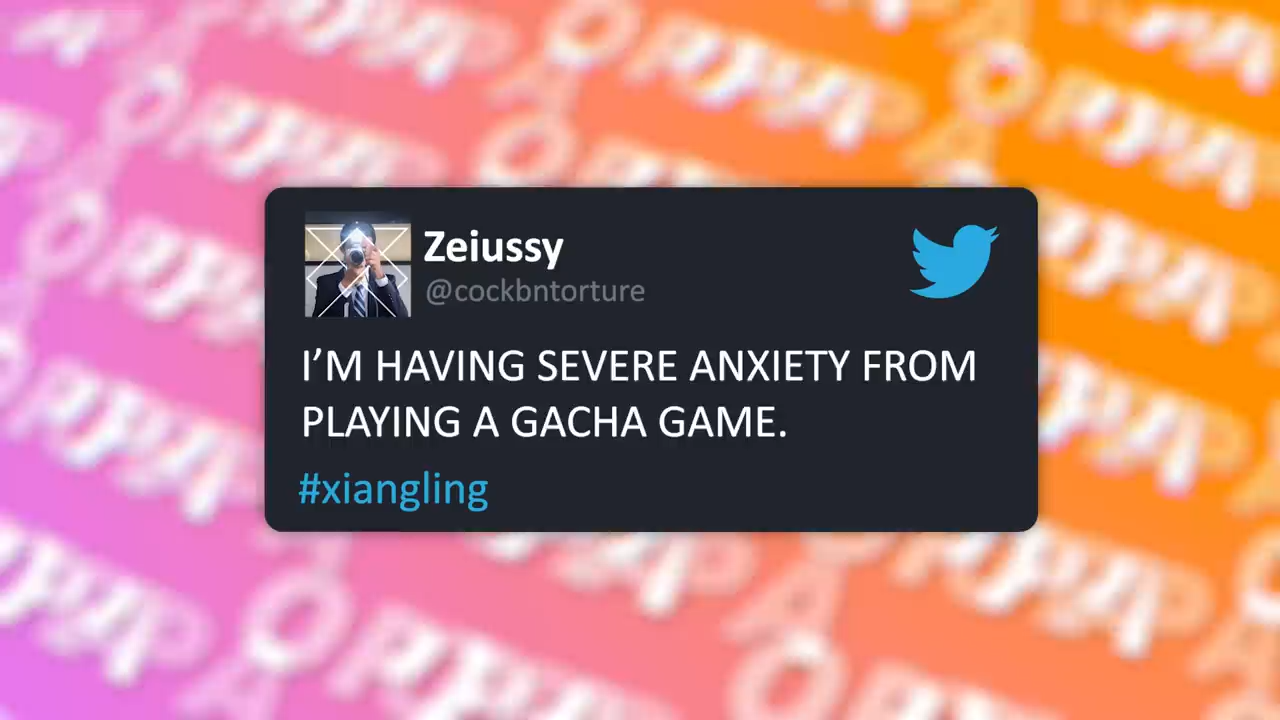 Zeiussy
@cockbntorture
I’M HAVING SEVERE ANXIETY FROM
PLAYING A GACHA GAME.
#xiangling